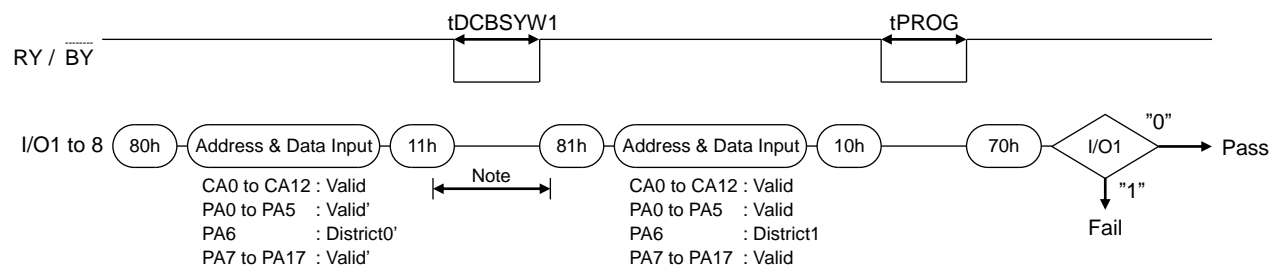 tDCBSYW1
tPROG
RY / BY
I/O1 to 8
80h
Address & Data Input
11h
81h
Address & Data Input
10h
70h
I/O1
”0”
Pass
”1”
Fail
Note
CA0 to CA12 : Valid
PA0 to PA5 : Valid’
PA6 : District0’
PA7 to PA17 : Valid’
CA0 to CA12 : Valid
PA0 to PA5 : Valid
PA6 : District1
PA7 to PA17 : Valid